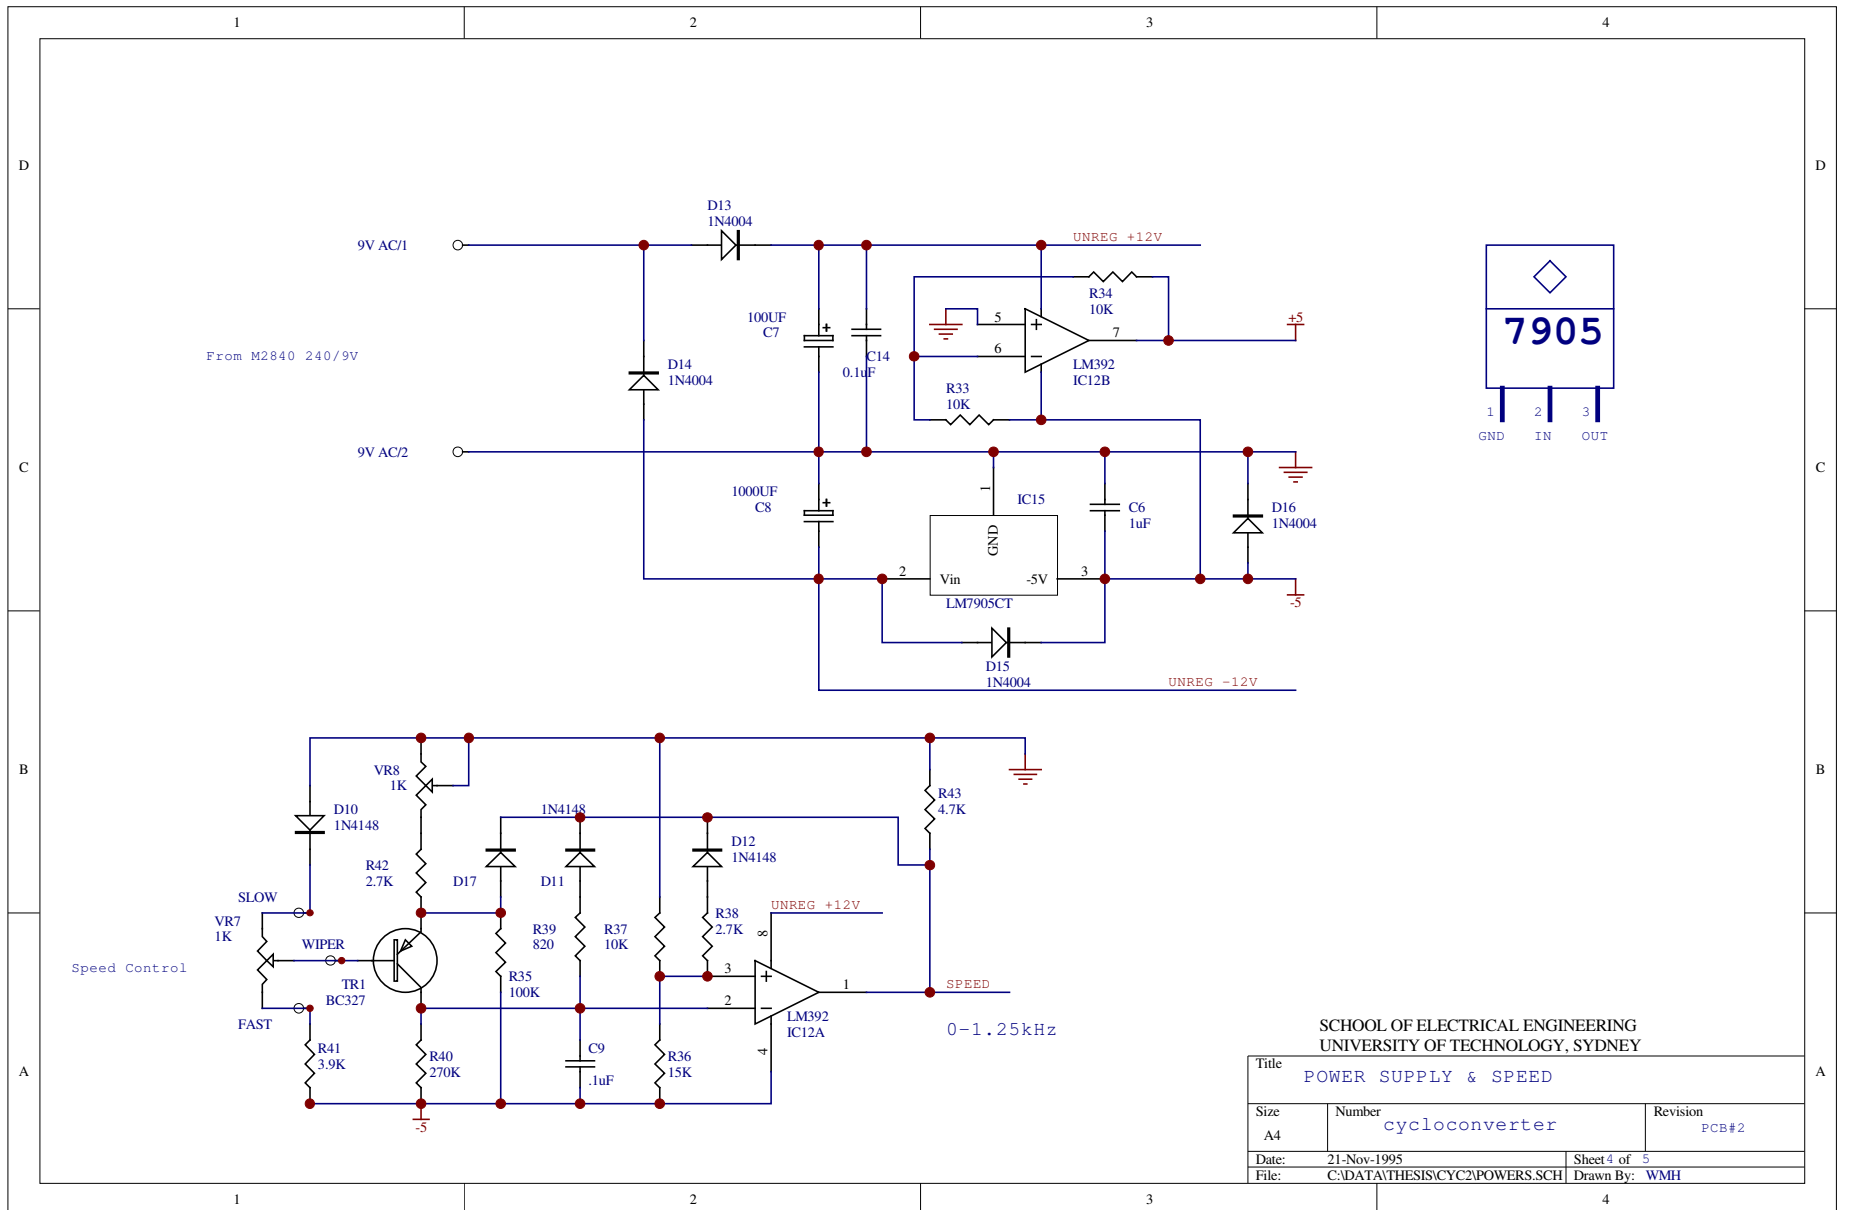 1 2 3 4
D
D
C
C
B
B
A
A
D13
1N4004
9V AC/1
UNREG +12V
R34
10K
100UF
C7
+
C14
0.1uF
5
+
6
−
7
LM392
IC12B
+5
From M2840 240/9V
D14
1N4004
R33
10K
7905
1 2 3
GND IN OUT
9V AC/2
1000UF
C8
+
1
IC15
GND
2
Vin
-5V
3
LM7905CT
C6
1uF
D16
1N4004
-5
D15
1N4004
UNREG -12V
VR8
1K
D10
1N4148
1N4148
D12
1N4148
R43
4.7K
R42
2.7K
D17
D11
SLOW
VR7
1K
WIPER
Speed Control
TR1
BC327
FAST
R39
820
R37
10K
R38
2.7K
UNREG +12V
8
R35
100K
3
+
2
−
1
SPEED
LM392
IC12A
4
0-1.25kHz
R41
3.9K
R40
270K
C9
.1uF
R36
15K
-5
SCHOOL OF ELECTRICAL ENGINEERING
UNIVERSITY OF TECHNOLOGY, SYDNEY
Title
POWER SUPPLY & SPEED
Size
A4
Number
cycloconverter
Revision
PCB#2
Date: 21-Nov-1995 Sheet 4 of 5
File: C:\DATA\THESIS\CYC2\POWERS.SCH Drawn By: WMH
1 2 3 4